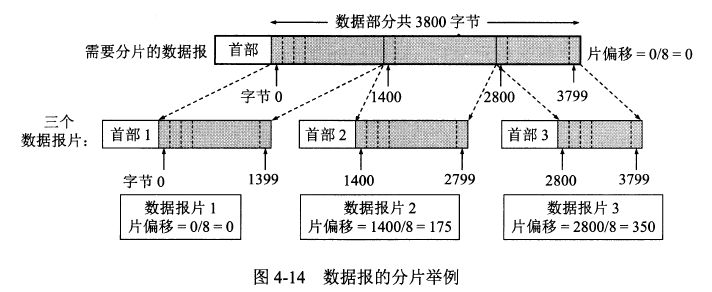 数据部分共 3800 字节
需要分片的数据报
首部
片偏移 = 0/8 = 0
字节 0
1400
2800
3799
三个
数据报片：
首部 1
首部 2
首部 3
字节 0
1399
1400
2799
2800
3799
数据报片 1
片偏移 = 0/8 = 0
数据报片 2
片偏移 = 1400/8 = 175
数据报片 3
片偏移 = 2800/8 = 350
图 4-14 数据报的分片举例